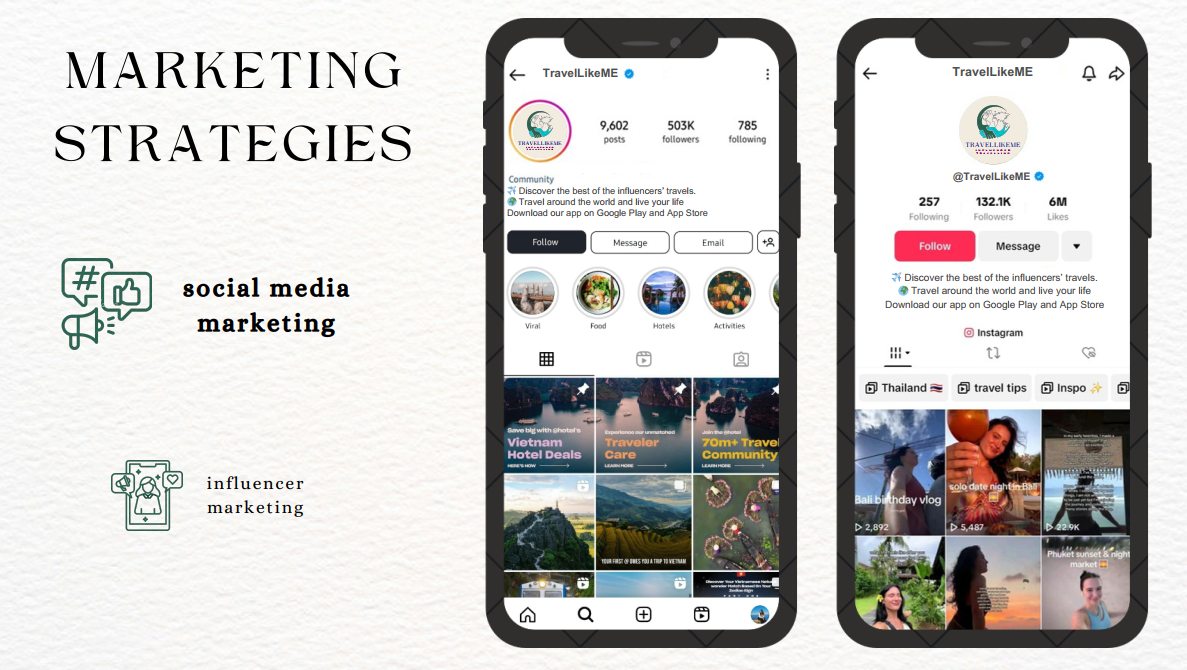 MARKETING
STRATEGIES
#
social media
marketing
influencer
marketing
TravelLikeME
TRAVELLIKEME
9,602
posts
503K
followers
785
following
Community
✈️ Discover the best of the influencers' travels.
🌍 Travel around the world and live your life
Download our app on Google Play and App Store
Follow
Message
Email
Viral
Food
Hotels
Activities
Save big with @hotel's
Vietnam
Hotel Deals
HERE'S HOW
Experience our unmatched
Traveler
Care
LEARN MORE
Join the @hotel
70m+ Travel
Community
LEARN MORE
YOUR FIRST @ OWES YOU A TRIP TO VIETNAM
Discover Your Vietnamese
TravelLikeME
TRAVELLIKEME
@TravelLikeME
257
Following
132.1K
Followers
6M
Likes
Follow
Message
✈️ Discover the best of the influencers' travels.
🌍 Travel around the world and live your life
Download our app on Google Play and App Store
Instagram
Thailand 🇹🇭
travel tips
Inspo ✨
Bali birthday vlog
2,892
solo date night in Bali
5,487
22.9K
Phuket sunset & night
market